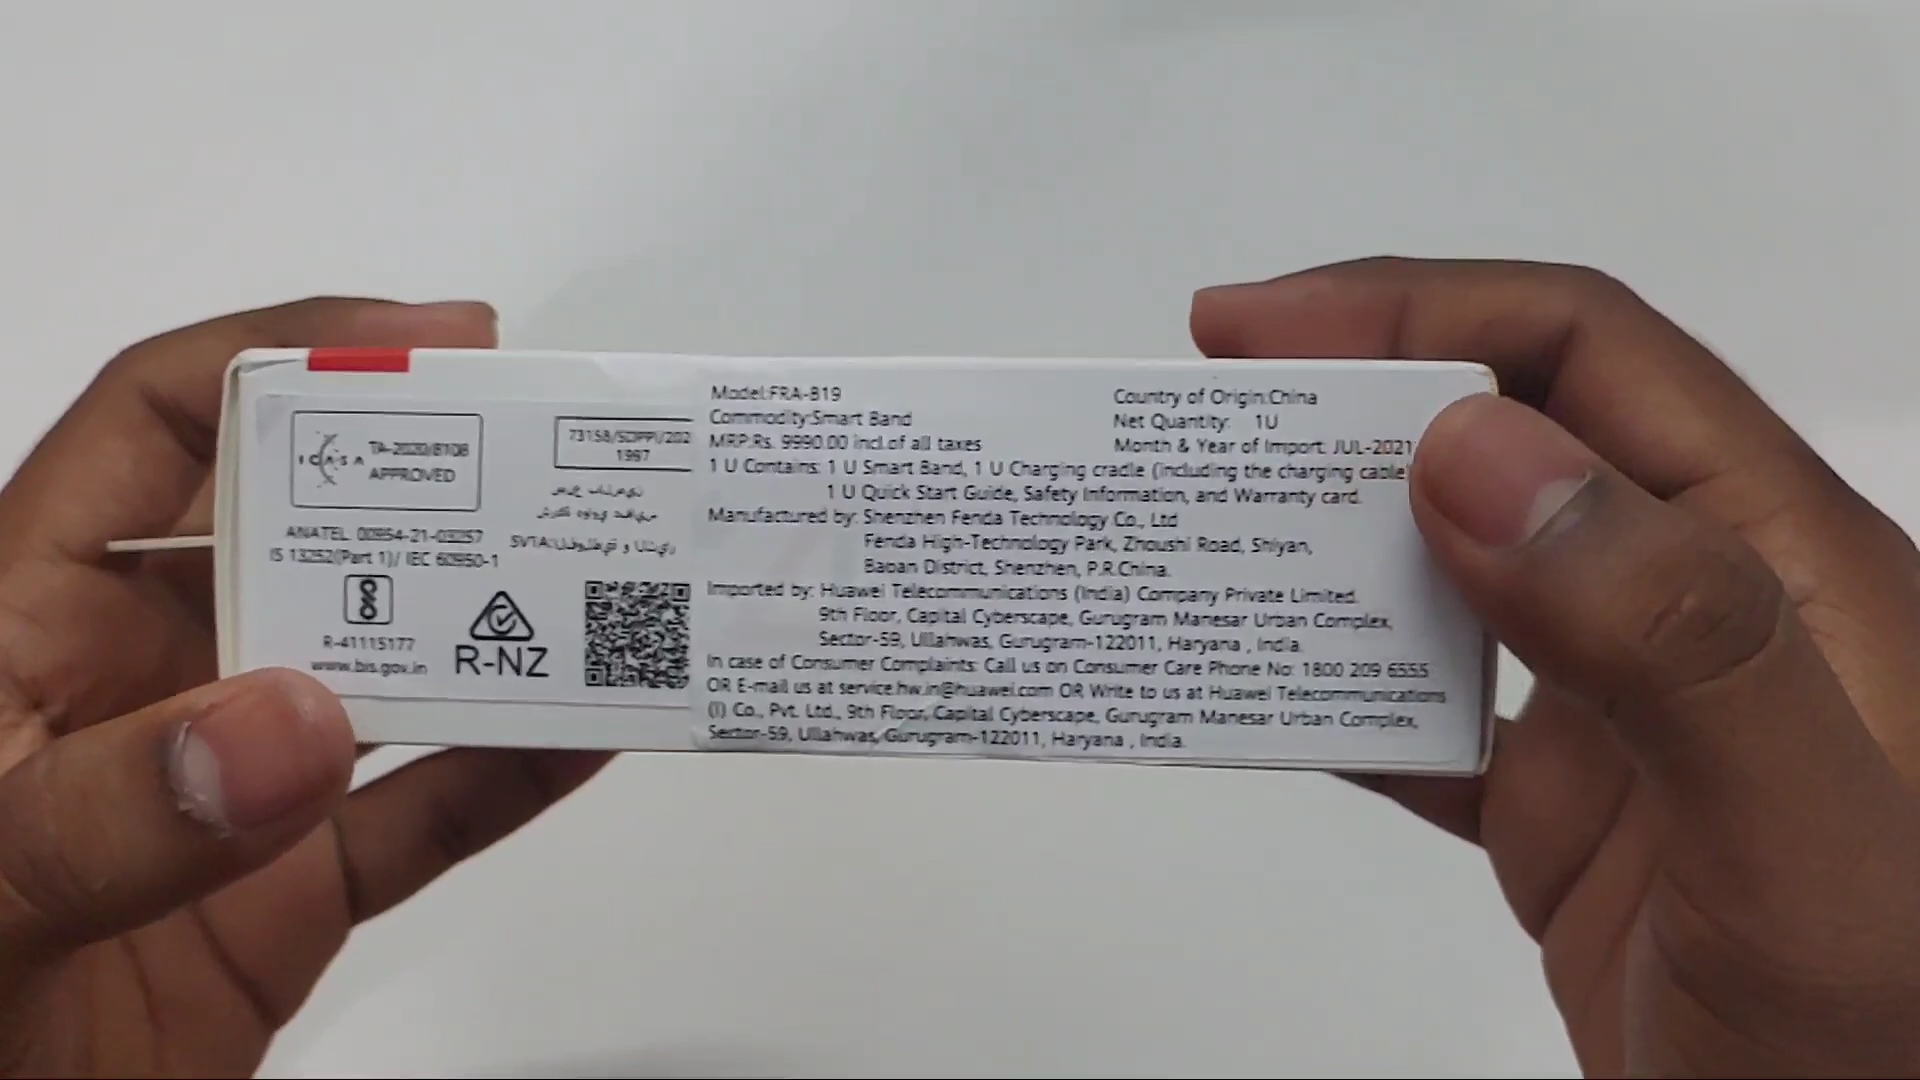 ICASA
TA-2020/8108
APPROVED
73158/SDPPI/202
1997
ANATEL: 00954-21-03257
IS 13252(Part 1)/ IEC 60950-1
R-41115177
www.bis.gov.in
R-NZ
Model:FRA-B19
Commodity:Smart Band
MRP:Rs. 9990.00 incl.of all taxes
Country of Origin:China
Net Quantity: 1U
Month & Year of Import: JUL-2021
1 U Contains: 1 U Smart Band, 1 U Charging cradle (including the charging cable)
1 U Quick Start Guide, Safety Information, and Warranty card.
Manufactured by: Shenzhen Fenda Technology Co., Ltd
Fenda High-Technology Park, Zhoushi Road, Shiyan,
Baoan District, Shenzhen, P.R.China.
Imported by: Huawei Telecommunications (India) Company Private Limited.
9th Floor, Capital Cyberscape, Gurugram Manesar Urban Complex,
Sector-59, Ullahwas, Gurugram-122011, Haryana , India.
In case of Consumer Complaints: Call us on Consumer Care Phone No: 1800 209 6555
OR E-mail us at service.hw.in@huawei.com OR Write to us at Huawei Telecommunications
(I) Co., Pvt. Ltd., 9th Floor, Capital Cyberscape, Gurugram Manesar Urban Complex,
Sector-59, Ullahwas, Gurugram-122011, Haryana , India.